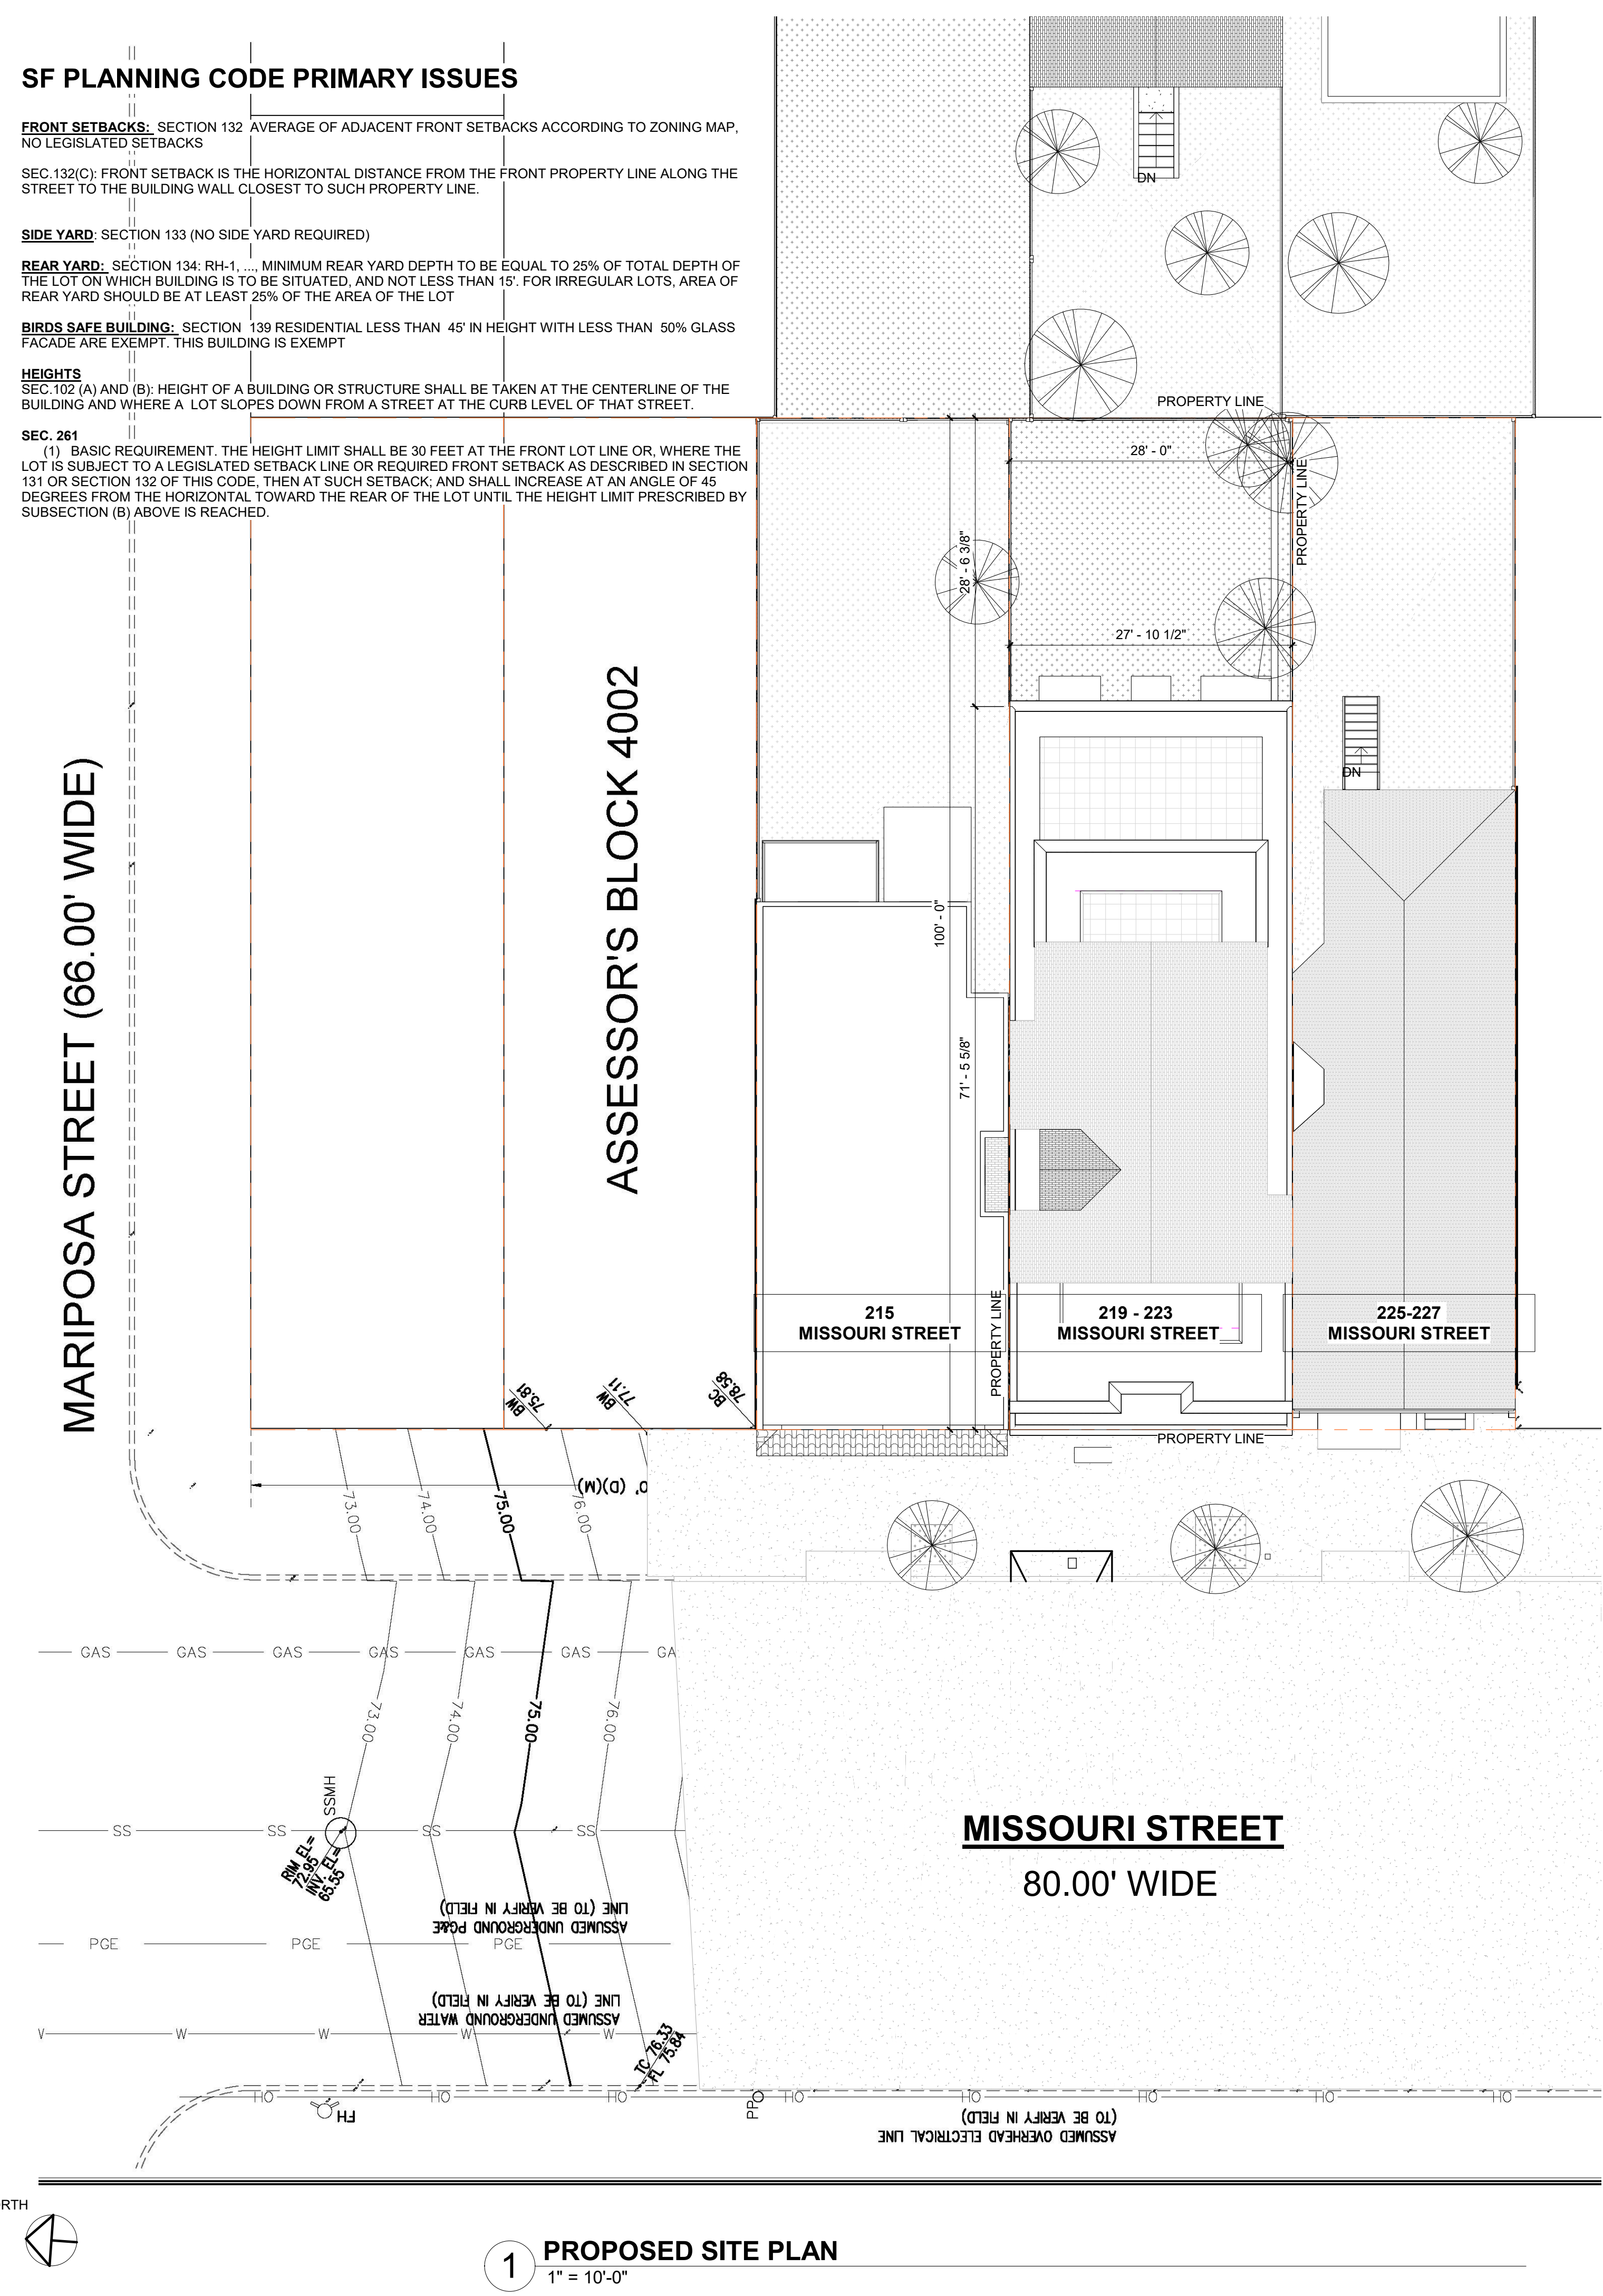 SF PLANNING CODE PRIMARY ISSUES
FRONT SETBACKS: SECTION 132 AVERAGE OF ADJACENT FRONT SETBACKS ACCORDING TO ZONING MAP,
NO LEGISLATED SETBACKS
SEC.132(C): FRONT SETBACK IS THE HORIZONTAL DISTANCE FROM THE FRONT PROPERTY LINE ALONG THE
STREET TO THE BUILDING WALL CLOSEST TO SUCH PROPERTY LINE.
SIDE YARD: SECTION 133 (NO SIDE YARD REQUIRED)
REAR YARD: SECTION 134: RH-1, ..., MINIMUM REAR YARD DEPTH TO BE EQUAL TO 25% OF TOTAL DEPTH OF
THE LOT ON WHICH BUILDING IS TO BE SITUATED, AND NOT LESS THAN 15'. FOR IRREGULAR LOTS, AREA OF
REAR YARD SHOULD BE AT LEAST 25% OF THE AREA OF THE LOT
BIRDS SAFE BUILDING: SECTION 139 RESIDENTIAL LESS THAN 45' IN HEIGHT WITH LESS THAN 50% GLASS
FACADE ARE EXEMPT. THIS BUILDING IS EXEMPT
HEIGHTS
SEC.102 (A) AND (B): HEIGHT OF A BUILDING OR STRUCTURE SHALL BE TAKEN AT THE CENTERLINE OF THE
BUILDING AND WHERE A LOT SLOPES DOWN FROM A STREET AT THE CURB LEVEL OF THAT STREET.
SEC. 261
(1) BASIC REQUIREMENT. THE HEIGHT LIMIT SHALL BE 30 FEET AT THE FRONT LOT LINE OR, WHERE THE
LOT IS SUBJECT TO A LEGISLATED SETBACK LINE OR REQUIRED FRONT SETBACK AS DESCRIBED IN SECTION
131 OR SECTION 132 OF THIS CODE, THEN AT SUCH SETBACK; AND SHALL INCREASE AT AN ANGLE OF 45
DEGREES FROM THE HORIZONTAL TOWARD THE REAR OF THE LOT UNTIL THE HEIGHT LIMIT PRESCRIBED BY
SUBSECTION (B) ABOVE IS REACHED.
DN
PROPERTY LINE
28' - 0"
PROPERTY LINE
28' - 6 3/8"
27' - 10 1/2"
DN
MARIPOSA STREET (66.00' WIDE)
ASSESSOR'S BLOCK 4002
100' - 0"
71' - 5 5/8"
PROPERTY LINE
215
MISSOURI STREET
219 - 223
MISSOURI STREET
225-227
MISSOURI STREET
BW
75.81
BW
77.11
BC
78.58
PROPERTY LINE
0' (D)(M)
73.00
74.00
75.00
76.00
GAS GAS GAS GAS GAS GAS GA
73.00
74.00
75.00
76.00
SSMH
SS SS SS SS
RIM EL=
72.95
INV. EL=
65.55
MISSOURI STREET
80.00' WIDE
ASSUMED UNDERGROUND PG&E
LINE (TO BE VERIFY IN FIELD)
PGE PGE PGE
ASSUMED UNDERGROUND WATER
LINE (TO BE VERIFY IN FIELD)
W W W W
TC 76.33
FL 75.84
HO HO HO HO HO HO HO HO
PP
FH
ASSUMED OVERHEAD ELECTRICAL LINE
(TO BE VERIFY IN FIELD)
RTH
1 PROPOSED SITE PLAN
1" = 10'-0"